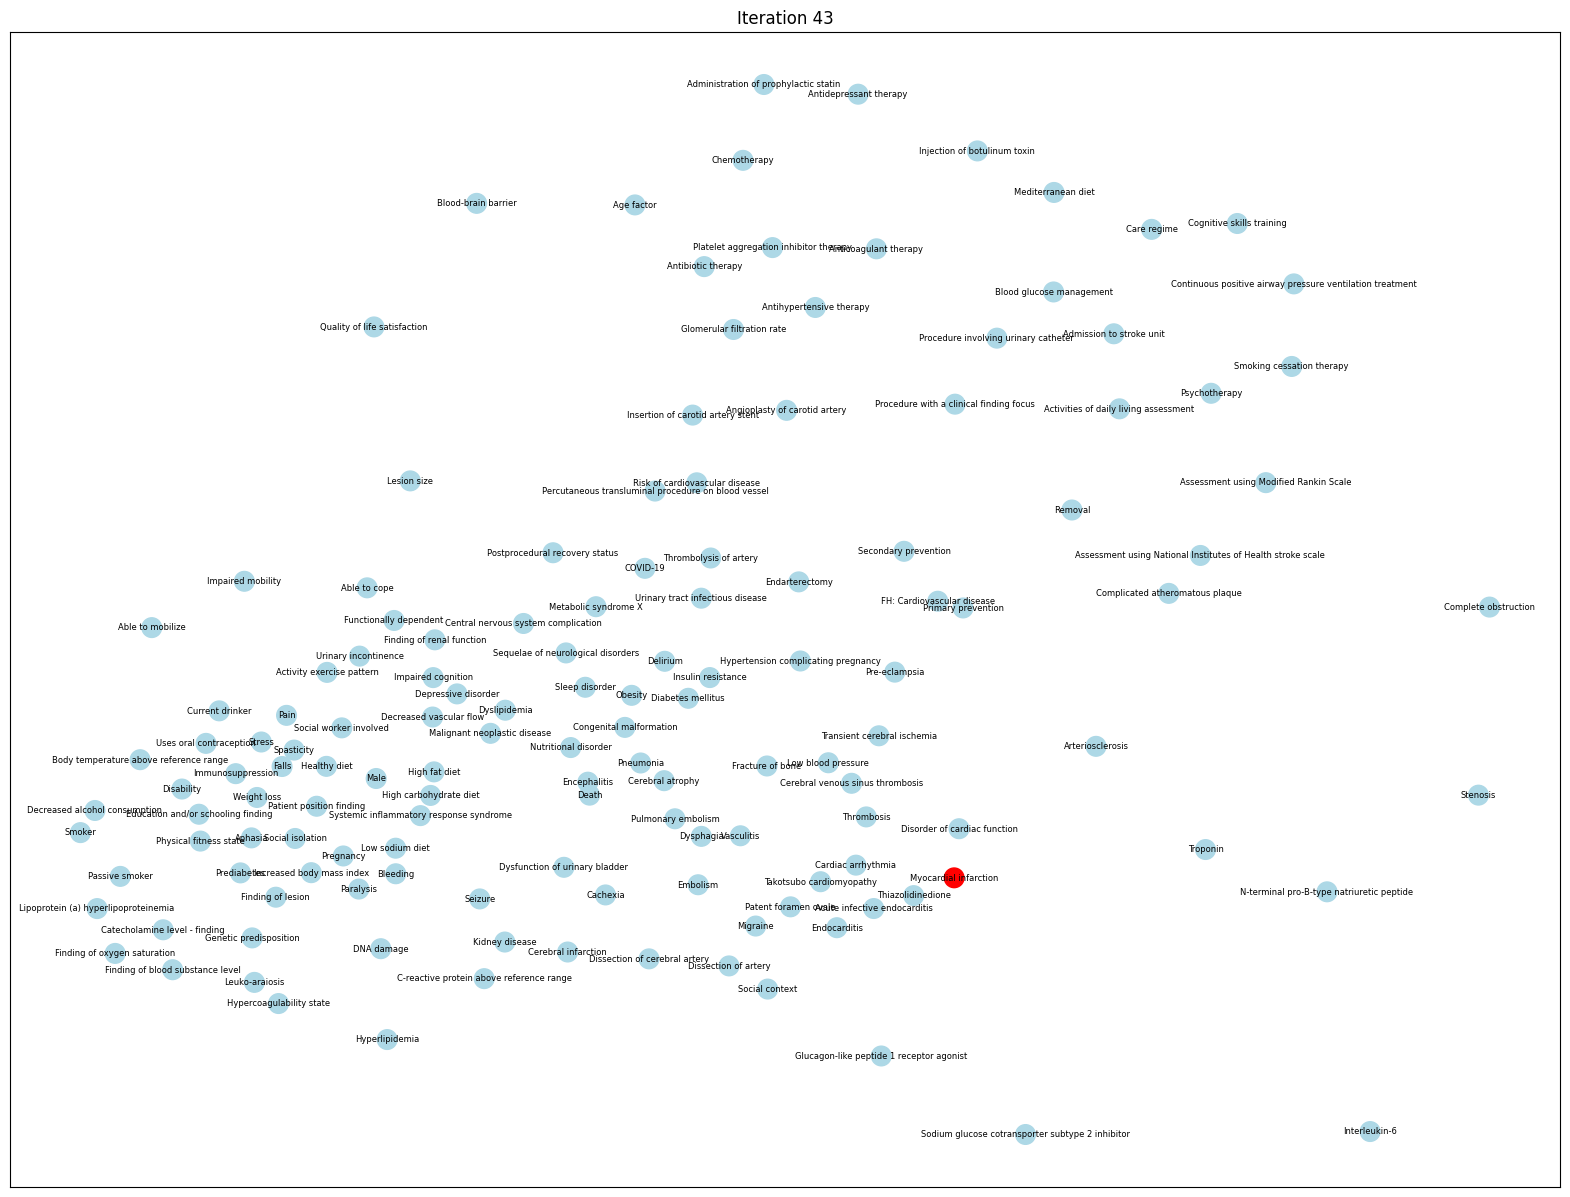 Iteration 43
Administration of prophylactic statin
Antidepressant therapy
Injection of botulinum toxin
Chemotherapy
Mediterranean diet
Blood-brain barrier
Age factor
Cognitive skills training
Care regime
Platelet aggregation inhibitor therapy
Anticoagulant therapy
Antibiotic therapy
Continuous positive airway pressure ventilation treatment
Blood glucose management
Antihypertensive therapy
Quality of life satisfaction
Glomerular filtration rate
Admission to stroke unit
Procedure involving urinary catheter
Smoking cessation therapy
Psychotherapy
Procedure with a clinical finding focus
Activities of daily living assessment
Angioplasty of carotid artery
Insertion of carotid artery stent
Lesion size
Risk of cardiovascular disease
Assessment using Modified Rankin Scale
Percutaneous transluminal procedure on blood vessel
Removal
Secondary prevention
Postprocedural recovery status
Assessment using National Institutes of Health stroke scale
Thrombolysis of artery
COVID-19
Impaired mobility
Endarterectomy
Able to cope
Complicated atheromatous plaque
Urinary tract infectious disease
FH: Cardiovascular disease
Metabolic syndrome X
Complete obstruction
Primary prevention
Functionally dependent
Central nervous system complication
Able to mobilize
Finding of renal function
Sequelae of neurological disorders
Urinary incontinence
Delirium
Hypertension complicating pregnancy
Activity exercise pattern
Pre-eclampsia
Impaired cognition
Insulin resistance
Sleep disorder
Depressive disorder
Obesity
Diabetes mellitus
Current drinker
Dyslipidemia
Pain
Decreased vascular flow
Social worker involved
Congenital malformation
Malignant neoplastic disease
Transient cerebral ischemia
Uses oral contraception
Stress
Arteriosclerosis
Nutritional disorder
Spasticity
Body temperature above reference range
Pneumonia
Low blood pressure
Falls
Healthy diet
Fracture of bone
High fat diet
Immunosuppression
Male
Cerebral atrophy
Encephalitis
Cerebral venous sinus thrombosis
Disability
High carbohydrate diet
Death
Stenosis
Weight loss
Patient position finding
Decreased alcohol consumption
Education and/or schooling finding
Systemic inflammatory response syndrome
Thrombosis
Pulmonary embolism
Disorder of cardiac function
Smoker
Dysphagia
Vasculitis
Aphasia
Social isolation
Physical fitness state
Low sodium diet
Troponin
Pregnancy
Cardiac arrhythmia
Dysfunction of urinary bladder
Prediabetes
Increased body mass index
Bleeding
Passive smoker
Myocardial infarction
Takotsubo cardiomyopathy
Embolism
Paralysis
N-terminal pro-B-type natriuretic peptide
Cachexia
Thiazolidinedione
Finding of lesion
Seizure
Patent foramen ovale
Lipoprotein (a) hyperlipoproteinemia
Acute infective endocarditis
Migraine
Endocarditis
Catecholamine level - finding
Genetic predisposition
Kidney disease
DNA damage
Cerebral infarction
Finding of oxygen saturation
Dissection of cerebral artery
Dissection of artery
Finding of blood substance level
C-reactive protein above reference range
Leuko-araiosis
Social context
Hypercoagulability state
Hyperlipidemia
Glucagon-like peptide 1 receptor agonist
Interleukin-6
Sodium glucose cotransporter subtype 2 inhibitor